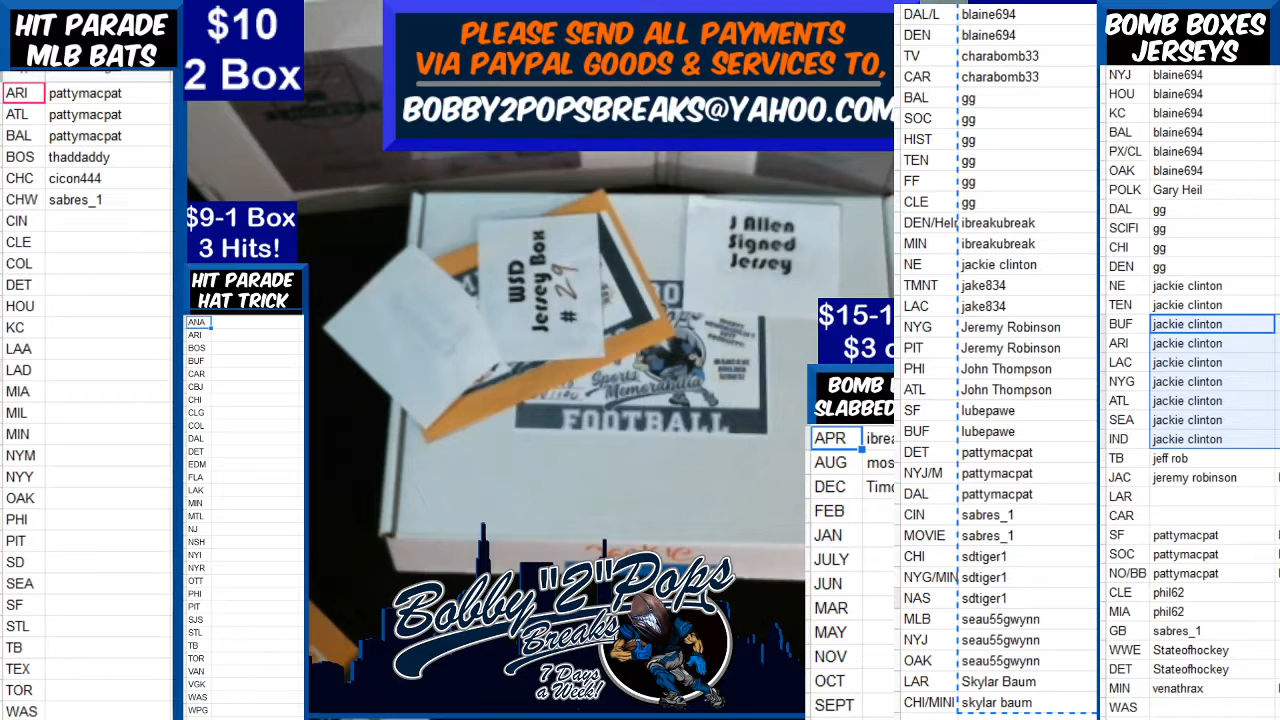 HIT PARADE
MLB BATS
ARI pattymacpat
ATL pattymacpat
BAL pattymacpat
BOS thaddaddy
CHC cicon444
CHW sabres_1
CIN
CLE
COL
DET
HOU
KC
LAA
LAD
MIA
MIL
MIN
NYM
NYY
OAK
PHI
PIT
SD
SEA
SF
STL
TB
TEX
TOR
WAS
$10
2 Box
$9-1 Box
3 Hits!
HIT PARADE
HAT TRICK
ANA
ARI
BOS
BUF
CAR
CBJ
CHI
CLG
COL
DAL
DET
EDM
FLA
LAK
MIN
MTL
NJ
NSH
NYI
NYR
OTT
PHI
PIT
SJS
STL
TB
TOR
VAN
VGK
WAS
WPG
PLEASE SEND ALL PAYMENTS
VIA PAYPAL GOODS & SERVICES TO,
BOBBY2POPSBREAKS@YAHOO.COM
WSD
Jersey Box
# 29
J Allen
Signed
Jersey
Sports
Memorabilia
FOOTBALL
Bobby "2" Pops
Breaks
7 Days
a Week!
$15-1
$3
BOMB
SLABBED
APR
AUG
DEC
FEB
JAN
JULY
JUN
MAR
MAY
NOV
OCT
SEPT
DAL/L blaine694
DEN blaine694
TV charabomb33
CAR charabomb33
BAL gg
SOC gg
HIST gg
TEN gg
FF gg
CLE gg
DEN/Heln ibreakubreak
MIN ibreakubreak
NE jackie clinton
TMNT jake834
LAC jake834
NYG Jeremy Robinson
PIT Jeremy Robinson
PHI John Thompson
ATL John Thompson
SF lubepawe
BUF lubepawe
DET pattymacpat
NYJ/M pattymacpat
DAL pattymacpat
CIN sabres_1
MOVIE sabres_1
CHI sdtiger1
NYG/MIN sdtiger1
NAS sdtiger1
MLB seau55gwynn
NYJ seau55gwynn
OAK seau55gwynn
LAR Skylar Baum
CHI/MINI skylar baum
BOMB BOXES
JERSEYS
NYJ blaine694
HOU blaine694
KC blaine694
BAL blaine694
PX/CL blaine694
OAK blaine694
POLK Gary Heil
DAL gg
SCIFI gg
CHI gg
DEN gg
NE jackie clinton
TEN jackie clinton
BUF jackie clinton
ARI jackie clinton
LAC jackie clinton
NYG jackie clinton
ATL jackie clinton
SEA jackie clinton
IND jackie clinton
TB jeff rob
JAC jeremy robinson
LAR
CAR
SF pattymacpat
SOC pattymacpat
NO/BB pattymacpat
CLE phil62
MIA phil62
GB sabres_1
WWE Stateofhockey
DET Stateofhockey
MIN venathrax
WAS